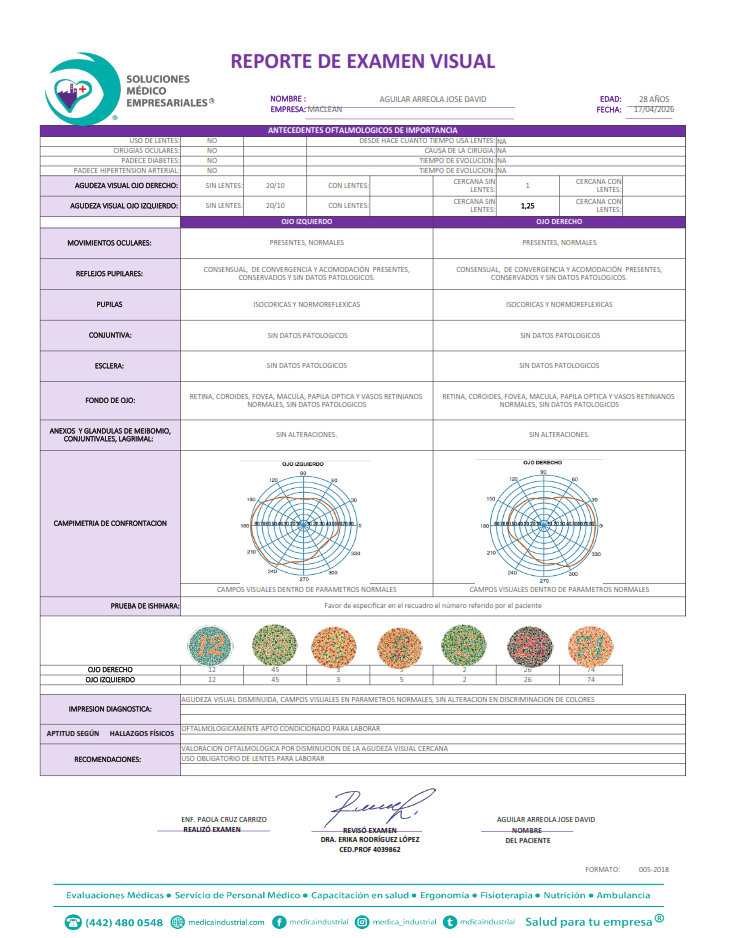 REPORTE DE EXAMEN VISUAL
SOLUCIONES
MÉDICO
EMPRESARIALES®
NOMBRE : AGUILAR ARREOLA JOSE DAVID EDAD: 28 AÑOS
EMPRESA: MACLEAN FECHA: 17/04/2026
ANTECEDENTES OFTALMOLOGICOS DE IMPORTANCIA
USO DE LENTES: NO DESDE HACE CUANTO TIEMPO USA LENTES: NA
CIRUGIAS OCULARES: NO CAUSA DE LA CIRUGIA: NA
PADECE DIABETES: NO TIEMPO DE EVOLUCION: NA
PADECE HIPERTENSION ARTERIAL: NO TIEMPO DE EVOLUCION: NA
AGUDEZA VISUAL OJO DERECHO: SIN LENTES: 20/10 CON LENTES: CERCANA SIN LENTES: 1 CERCANA CON LENTES:
AGUDEZA VISUAL OJO IZQUIERDO: SIN LENTES: 20/10 CON LENTES: CERCANA SIN LENTES: 1,25 CERCANA CON LENTES:
OJO IZQUIERDO OJO DERECHO
MOVIMIENTOS OCULARES: PRESENTES, NORMALES PRESENTES, NORMALES
REFLEJOS PUPILARES: CONSENSUAL, DE CONVERGENCIA Y ACOMODACIÓN PRESENTES, CONSERVADOS Y SIN DATOS PATOLOGICOS. CONSENSUAL, DE CONVERGENCIA Y ACOMODACIÓN PRESENTES, CONSERVADOS Y SIN DATOS PATOLOGICOS.
PUPILAS ISOCORICAS Y NORMOREFLEXICAS ISOCORICAS Y NORMOREFLEXICAS
CONJUNTIVA: SIN DATOS PATOLOGICOS SIN DATOS PATOLOGICOS
ESCLERA: SIN DATOS PATOLOGICOS SIN DATOS PATOLOGICOS
FONDO DE OJO: RETINA, COROIDES, FOVEA, MACULA, PAPILA OPTICA Y VASOS RETINIANOS NORMALES, SIN DATOS PATOLOGICOS RETINA, COROIDES, FOVEA, MACULA, PAPILA OPTICA Y VASOS RETINIANOS NORMALES, SIN DATOS PATOLOGICOS
ANEXOS Y GLANDULAS DE MEIBOMIO, CONJUNTIVALES, LAGRIMAL: SIN ALTERACIONES. SIN ALTERACIONES.
OJO IZQUIERDO OJO DERECHO
90 90
120 60 120 60
150 30 150 30
CAMPIMETRIA DE CONFRONTACION
180 0 180 0
210 330 210 330
240 300 240 300
270 270
CAMPOS VISUALES DENTRO DE PARAMETROS NORMALES CAMPOS VISUALES DENTRO DE PARAMETROS NORMALES
PRUEBA DE ISHIHARA: Favor de especificar en el recuadro el número referido por el paciente
12 26 74
OJO DERECHO 12 45 3 2 26 74
OJO IZQUIERDO 12 45 3 5 2 26 74
IMPRESION DIAGNOSTICA: AGUDEZA VISUAL DISMINUIDA, CAMPOS VISUALES EN PARAMETROS NORMALES, SIN ALTERACION EN DISCRIMINACION DE COLORES
APTITUD SEGÚN HALLAZGOS FÍSICOS OFTALMOLOGICAMENTE APTO CONDICIONADO PARA LABORAR
RECOMENDACIONES: VALORACION OFTALMOLOGICA POR DISMINUCION DE LA AGUDEZA VISUAL CERCANA
USO OBLIGATORIO DE LENTES PARA LABORAR
ENF. PAOLA CRUZ CARRIZO AGUILAR ARREOLA JOSE DAVID
REALIZÓ EXAMEN REVISÓ EXAMEN NOMBRE
DRA. ERIKA RODRÍGUEZ LÓPEZ DEL PACIENTE
CED.PROF 4039862
FORMATO: 005-2018
Evaluaciones Médicas • Servicio de Personal Médico • Capacitación en salud • Ergonomía • Fisioterapia • Nutrición • Ambulancia
(442) 480 0548 medicaindustrial.com medicaindustrial medica_industrial mdicaindustrial Salud para tu empresa®